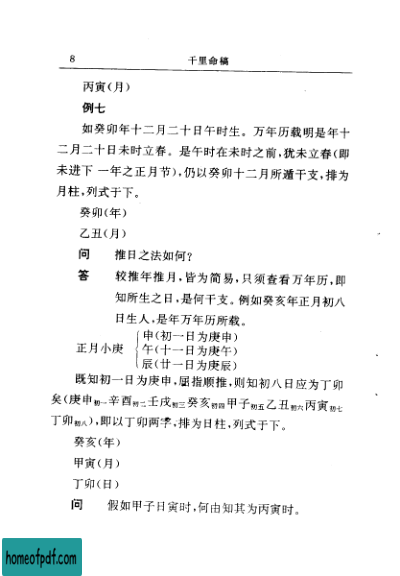 8
千里命稿
丙寅(月)
例七
如癸卯年十二月二十日午时生。万年历载明是年十
二月二十日未时立春。是午时在未时之前,犹未立春(即
未进下一年之正月节),仍以癸卯十二月所遁干支,排为
月柱,列式于下。
癸卯(年)
乙丑(月)
问 推日之法如何?
答 较推年推月,皆为简易,只须查看万年历,即
知所生之日,是何干支。例如癸亥年正月初八
日生人,是年万年历所载。
申(初一日为庚申)
正月小庚 午(十一日为庚午)
辰(廿一日为庚辰)
既知初一日为庚申,屈指顺推,则知初八日应为丁卯
矣(庚申初一辛酉初二壬戌初三癸亥初四甲子初五乙丑初六丙寅初七
丁卯初八),即以丁卯两字,排为日柱,列式于下。
癸亥(年)
甲寅(月)
丁卯(日)
问 假如甲子日寅时,何由知其为丙寅时。
homeofpdf.com